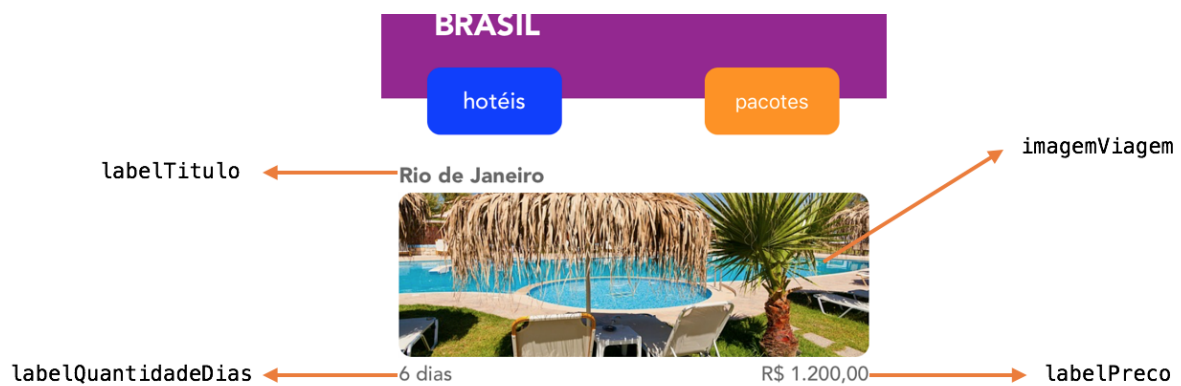 BRASIL
hotéis
pacotes
imagemViagem
labelTitulo
Rio de Janeiro
labelQuantidadeDias
6 dias
R$ 1.200,00
labelPreco